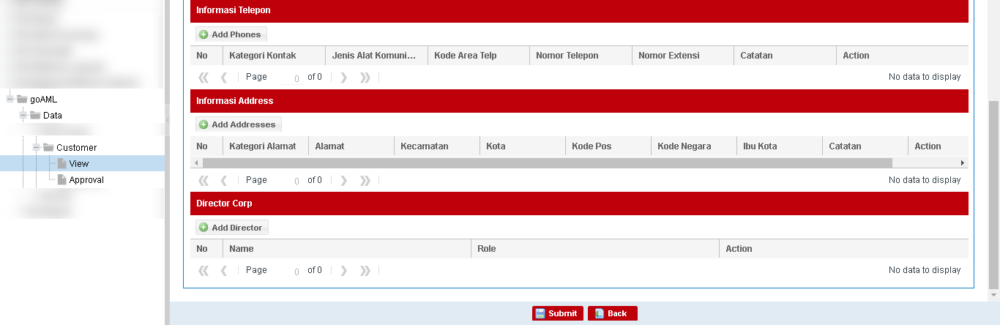 goAML
Data
Customer
View
Approval
Informasi Telepon
Add Phones
No Kategori Kontak Jenis Alat Komuni... Kode Area Telp Nomor Telepon Nomor Extensi Catatan Action
Page 0 of 0 No data to display
Informasi Address
Add Addresses
No Kategori Alamat Alamat Kecamatan Kota Kode Pos Kode Negara Ibu Kota Catatan Action
Page 0 of 0 No data to display
Director Corp
Add Director
No Name Role Action
Page 0 of 0 No data to display
Submit Back